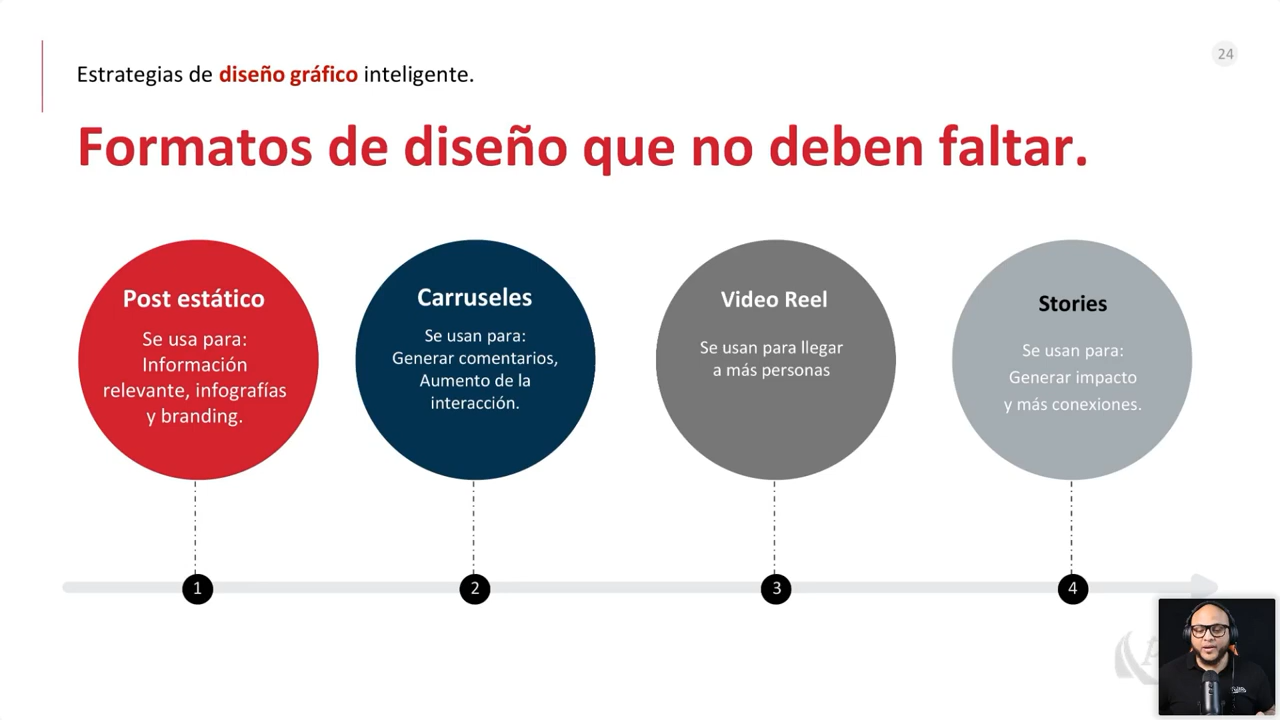 24
Estrategias de diseño gráfico inteligente.
Formatos de diseño que no deben faltar.
Post estático
Se usa para:
Información
relevante, infografías
y branding.
Carruseles
Se usan para:
Generar comentarios,
Aumento de la
interacción.
Video Reel
Se usan para llegar
a más personas
Stories
Se usan para:
Generar impacto
y más conexiones.
1
2
3
4